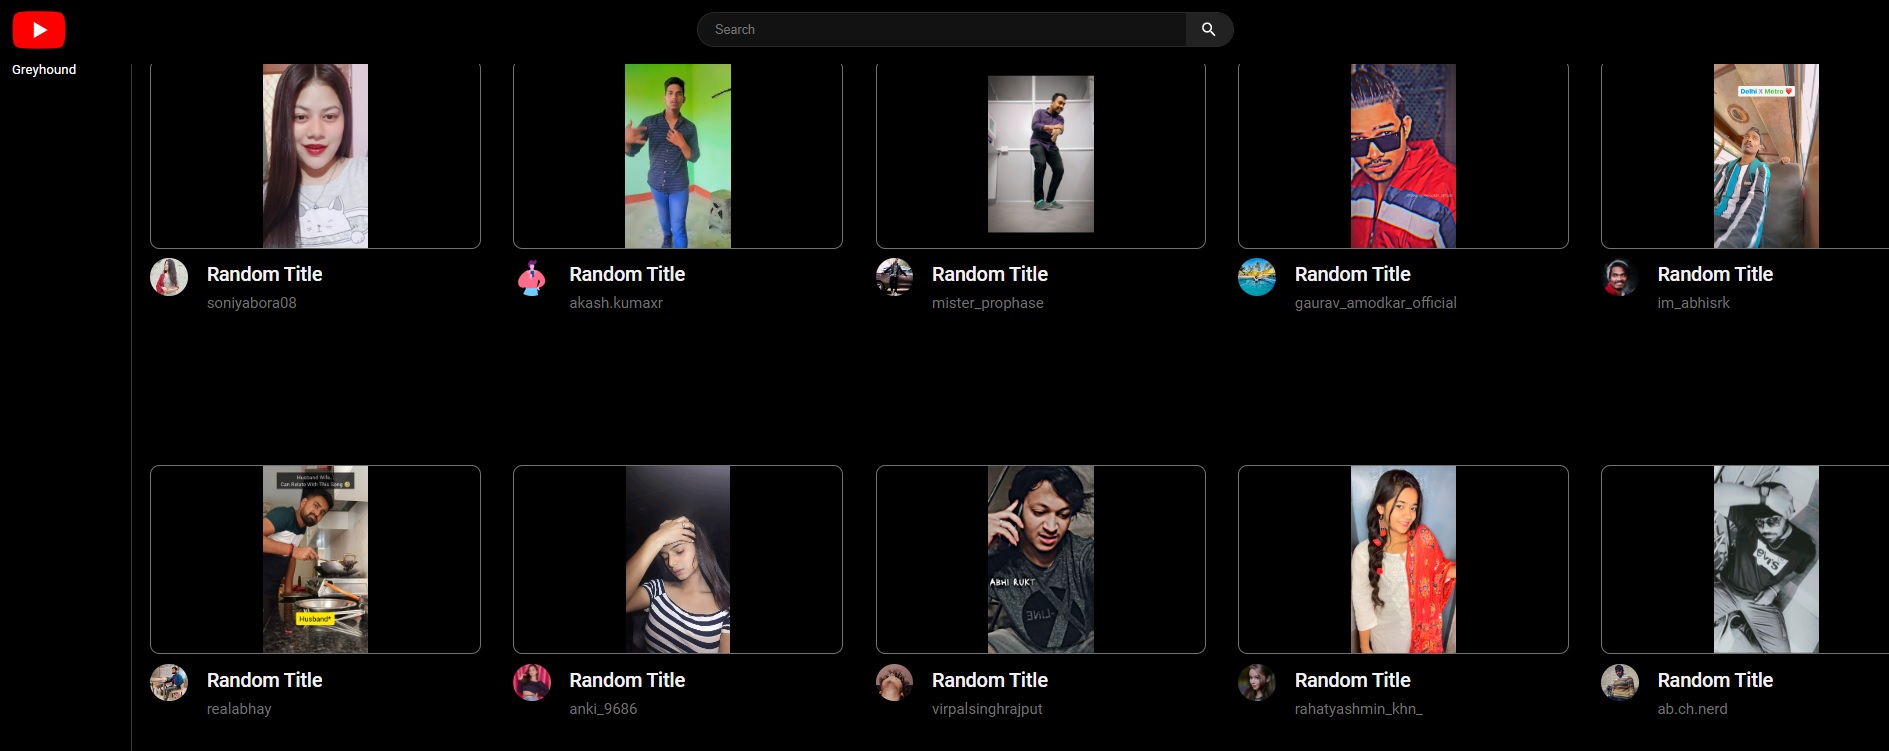 Search
Greyhound
Delhi X Metro ❤️
Random Title
soniyabora08
Random Title
akash.kumaxr
Random Title
mister_prophase
Random Title
gaurav_amodkar_official
Random Title
im_abhisrk
Husband Wife..
Can Relate With This Song
Husband*
ABHI RUKT
Random Title
realabhay
Random Title
anki_9686
Random Title
virpalsinghrajput
Random Title
rahatyashmin_khn_
Random Title
ab.ch.nerd